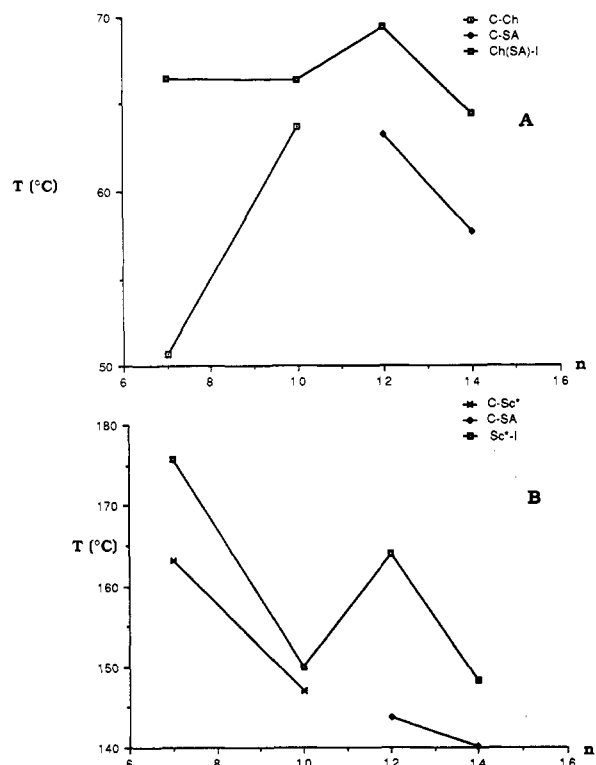 C-Ch
C-SA
Ch(SA)-I
70
A
T (°C)
60
50
n
6 8 10 12 14 16
C-Sc*
C-SA
Sc*-I
180
B
170
T (°C)
160
150
140
n
6 8 10 12 14 16